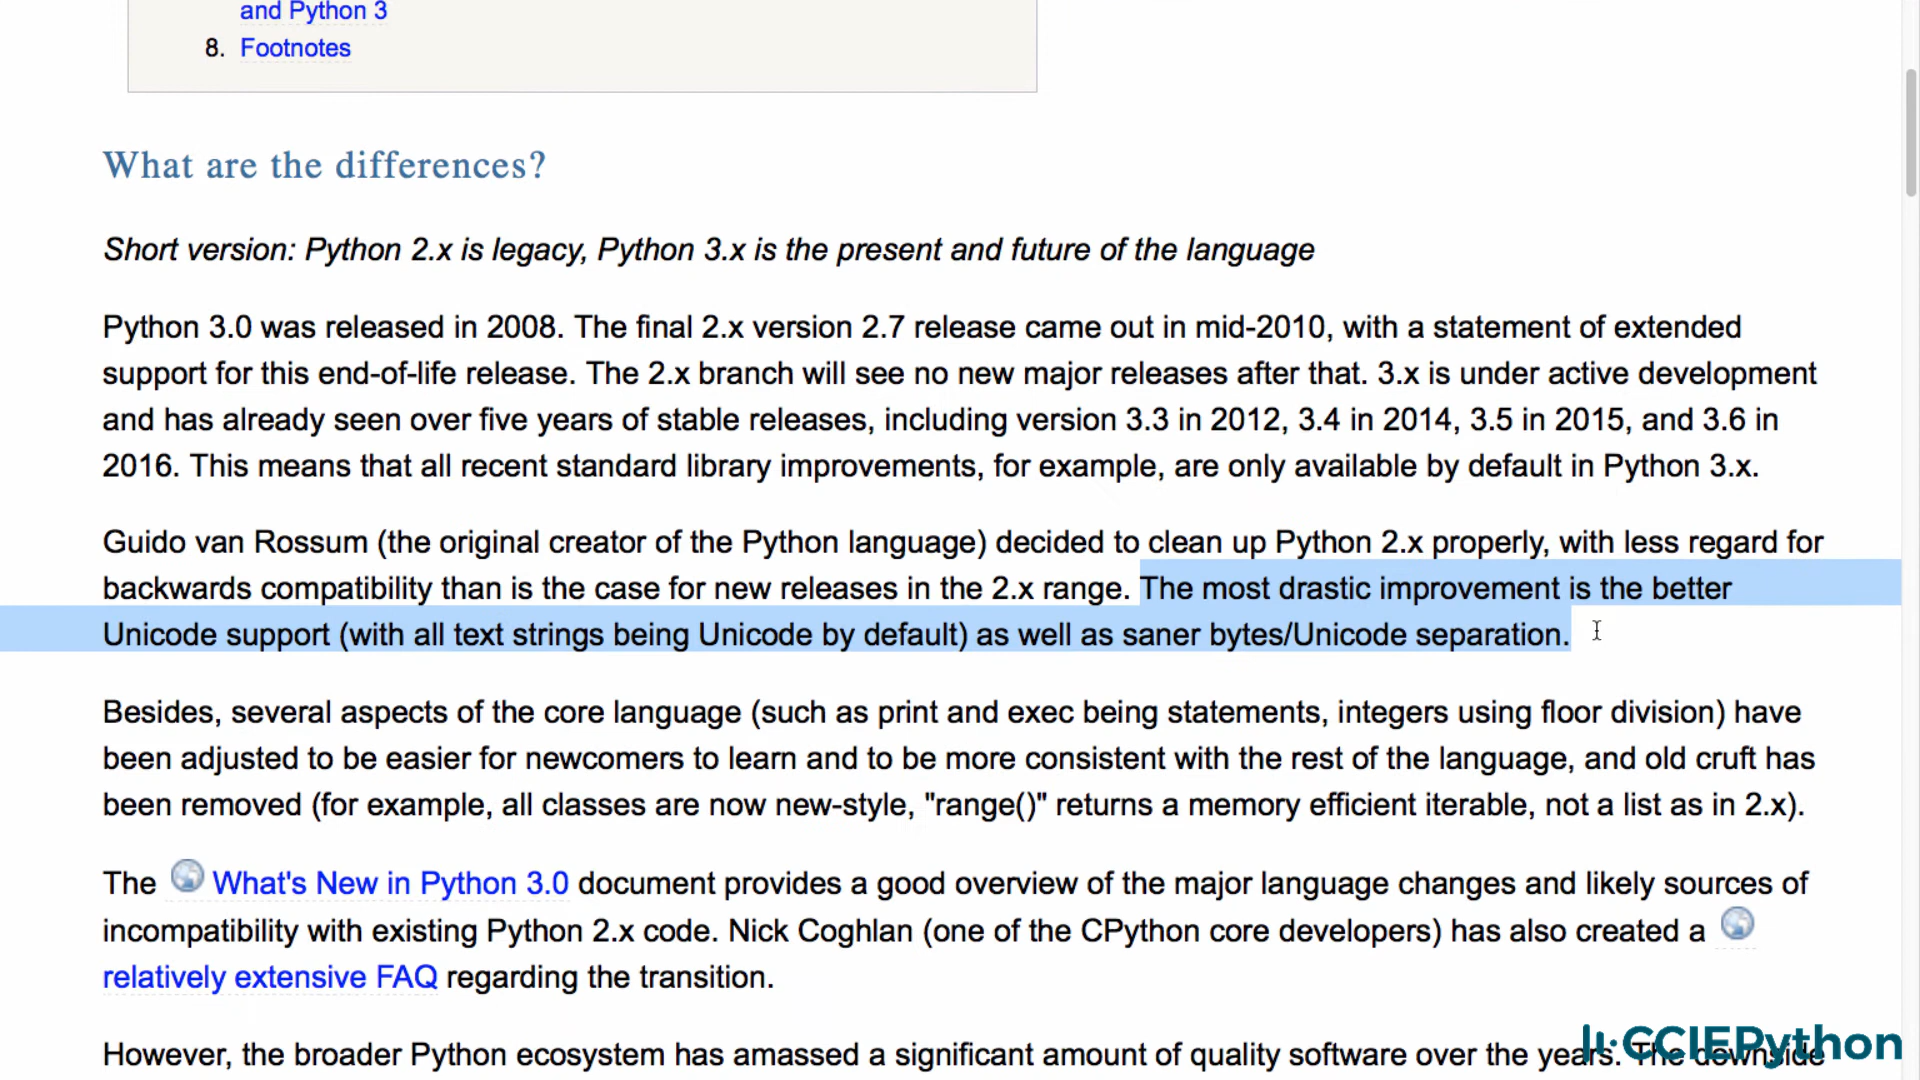 and Python 3
8. Footnotes
What are the differences?
Short version: Python 2.x is legacy, Python 3.x is the present and future of the language
Python 3.0 was released in 2008. The final 2.x version 2.7 release came out in mid-2010, with a statement of extended
support for this end-of-life release. The 2.x branch will see no new major releases after that. 3.x is under active development
and has already seen over five years of stable releases, including version 3.3 in 2012, 3.4 in 2014, 3.5 in 2015, and 3.6 in
2016. This means that all recent standard library improvements, for example, are only available by default in Python 3.x.
Guido van Rossum (the original creator of the Python language) decided to clean up Python 2.x properly, with less regard for
backwards compatibility than is the case for new releases in the 2.x range. The most drastic improvement is the better
Unicode support (with all text strings being Unicode by default) as well as saner bytes/Unicode separation.
Besides, several aspects of the core language (such as print and exec being statements, integers using floor division) have
been adjusted to be easier for newcomers to learn and to be more consistent with the rest of the language, and old cruft has
been removed (for example, all classes are now new-style, "range()" returns a memory efficient iterable, not a list as in 2.x).
The What's New in Python 3.0 document provides a good overview of the major language changes and likely sources of
incompatibility with existing Python 2.x code. Nick Coghlan (one of the CPython core developers) has also created a
relatively extensive FAQ regarding the transition.
However, the broader Python ecosystem has amassed a significant amount of quality software over the years. The downside
CCIEPython